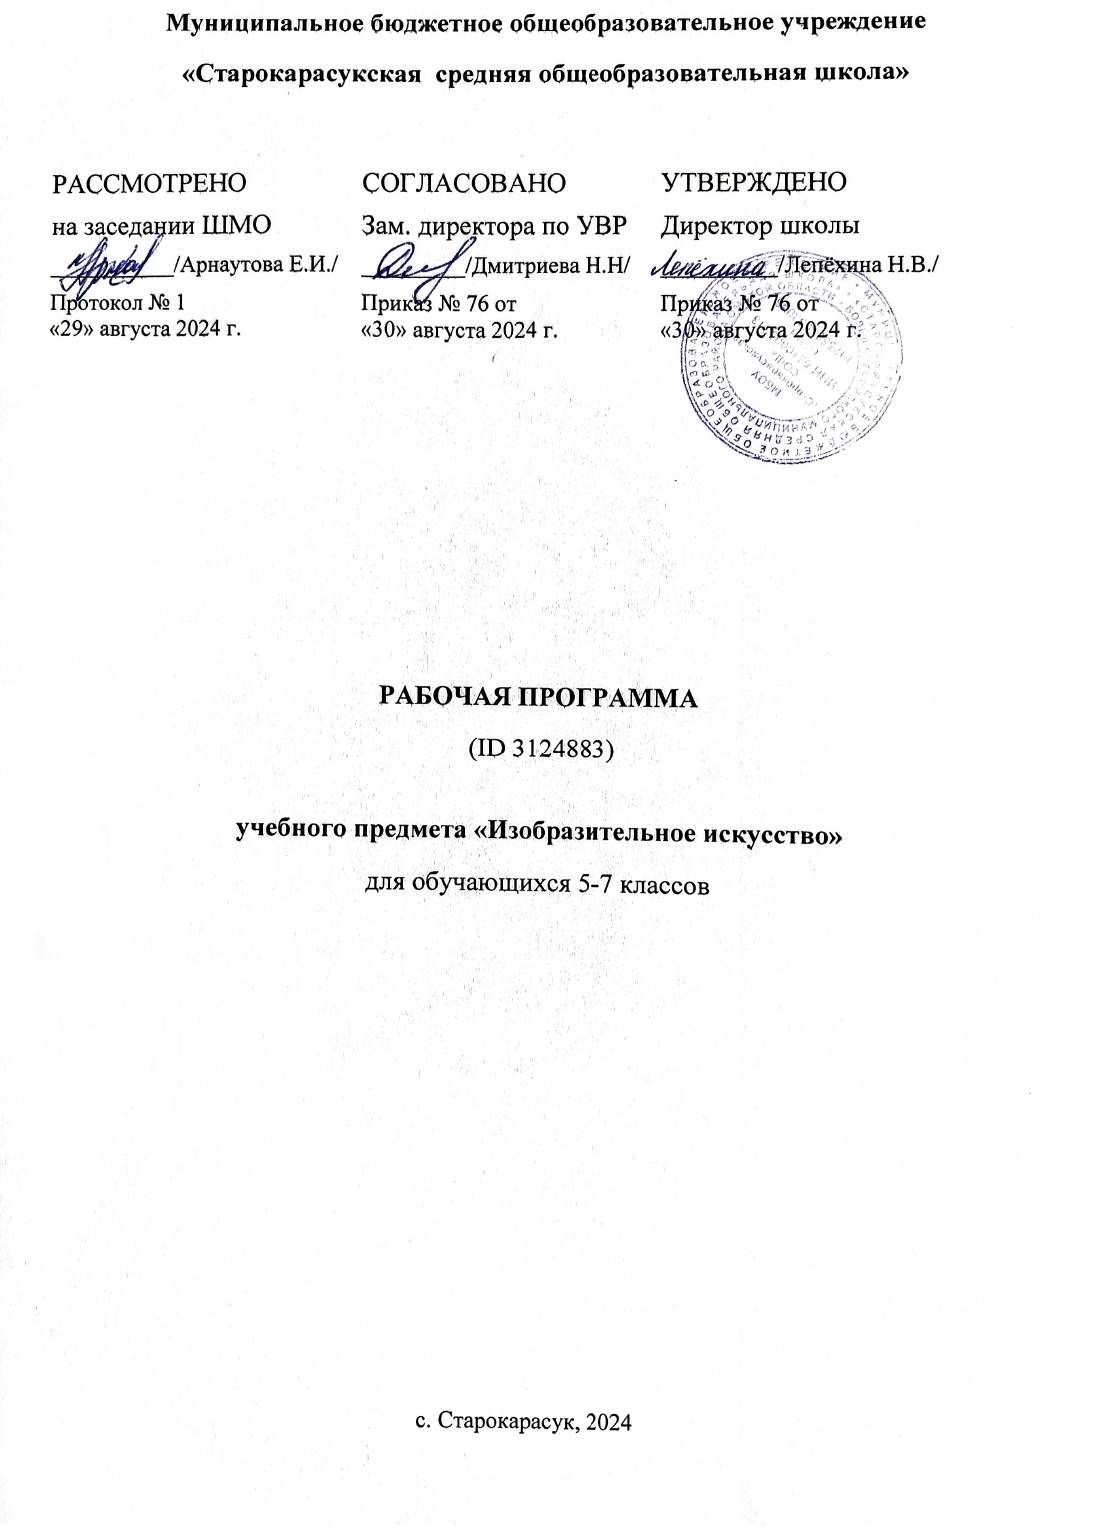 Муниципальное бюджетное общеобразовательное учреждение
«Старокарасукская средняя общеобразовательная школа»
РАССМОТРЕНО
на заседании ШМО
____________/Арнаутова Е.И./
Протокол № 1
«29» августа 2024 г.
СОГЛАСОВАНО
Зам. директора по УВР
__________/Дмитриева Н.Н/
Приказ № 76 от
«30» августа 2024 г.
УТВЕРЖДЕНО
Директор школы
Лепёхина/Лепёхина Н.В./
Приказ № 76 от
«30» августа 2024 г.
РАБОЧАЯ ПРОГРАММА
(ID 3124883)
учебного предмета «Изобразительное искусство»
для обучающихся 5-7 классов
с. Старокарасук, 2024